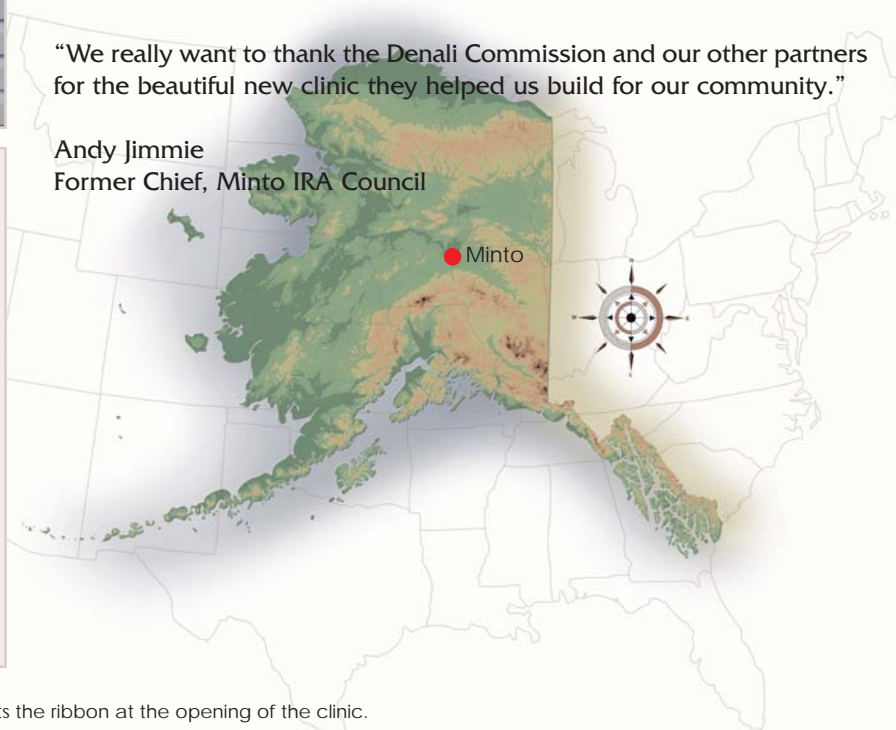 “We really want to thank the Denali Commission and our other partners
for the beautiful new clinic they helped us build for our community.”
Andy Jimmie
Former Chief, Minto IRA Council
Minto
the ribbon at the opening of the clinic.